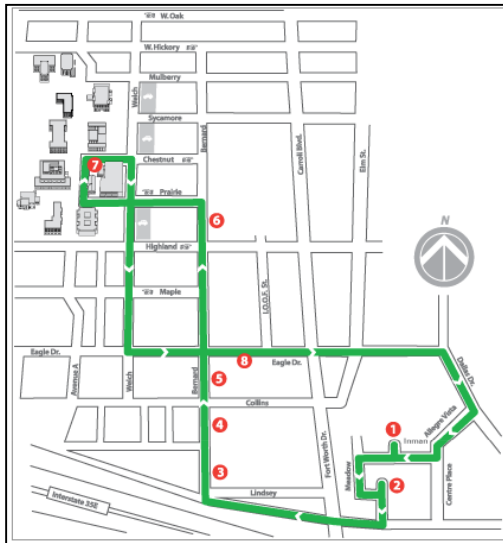 W. Oak
W. Hickory
Mulberry
Welch
Sycamore
Bernard
Carroll Blvd.
Elm St.
Chestnut
7
Prairie
6
N
Highland
I.O.O.F. St.
Maple
Eagle Dr.
8
Eagle Dr.
Dallas Dr.
Avenue A
Welch
Bernard
5
Collins
4
1
Inman
Allegre Vista
Fort Worth Dr.
Meadow
3
2
Centre Place
Lindsey
Interstate 35E